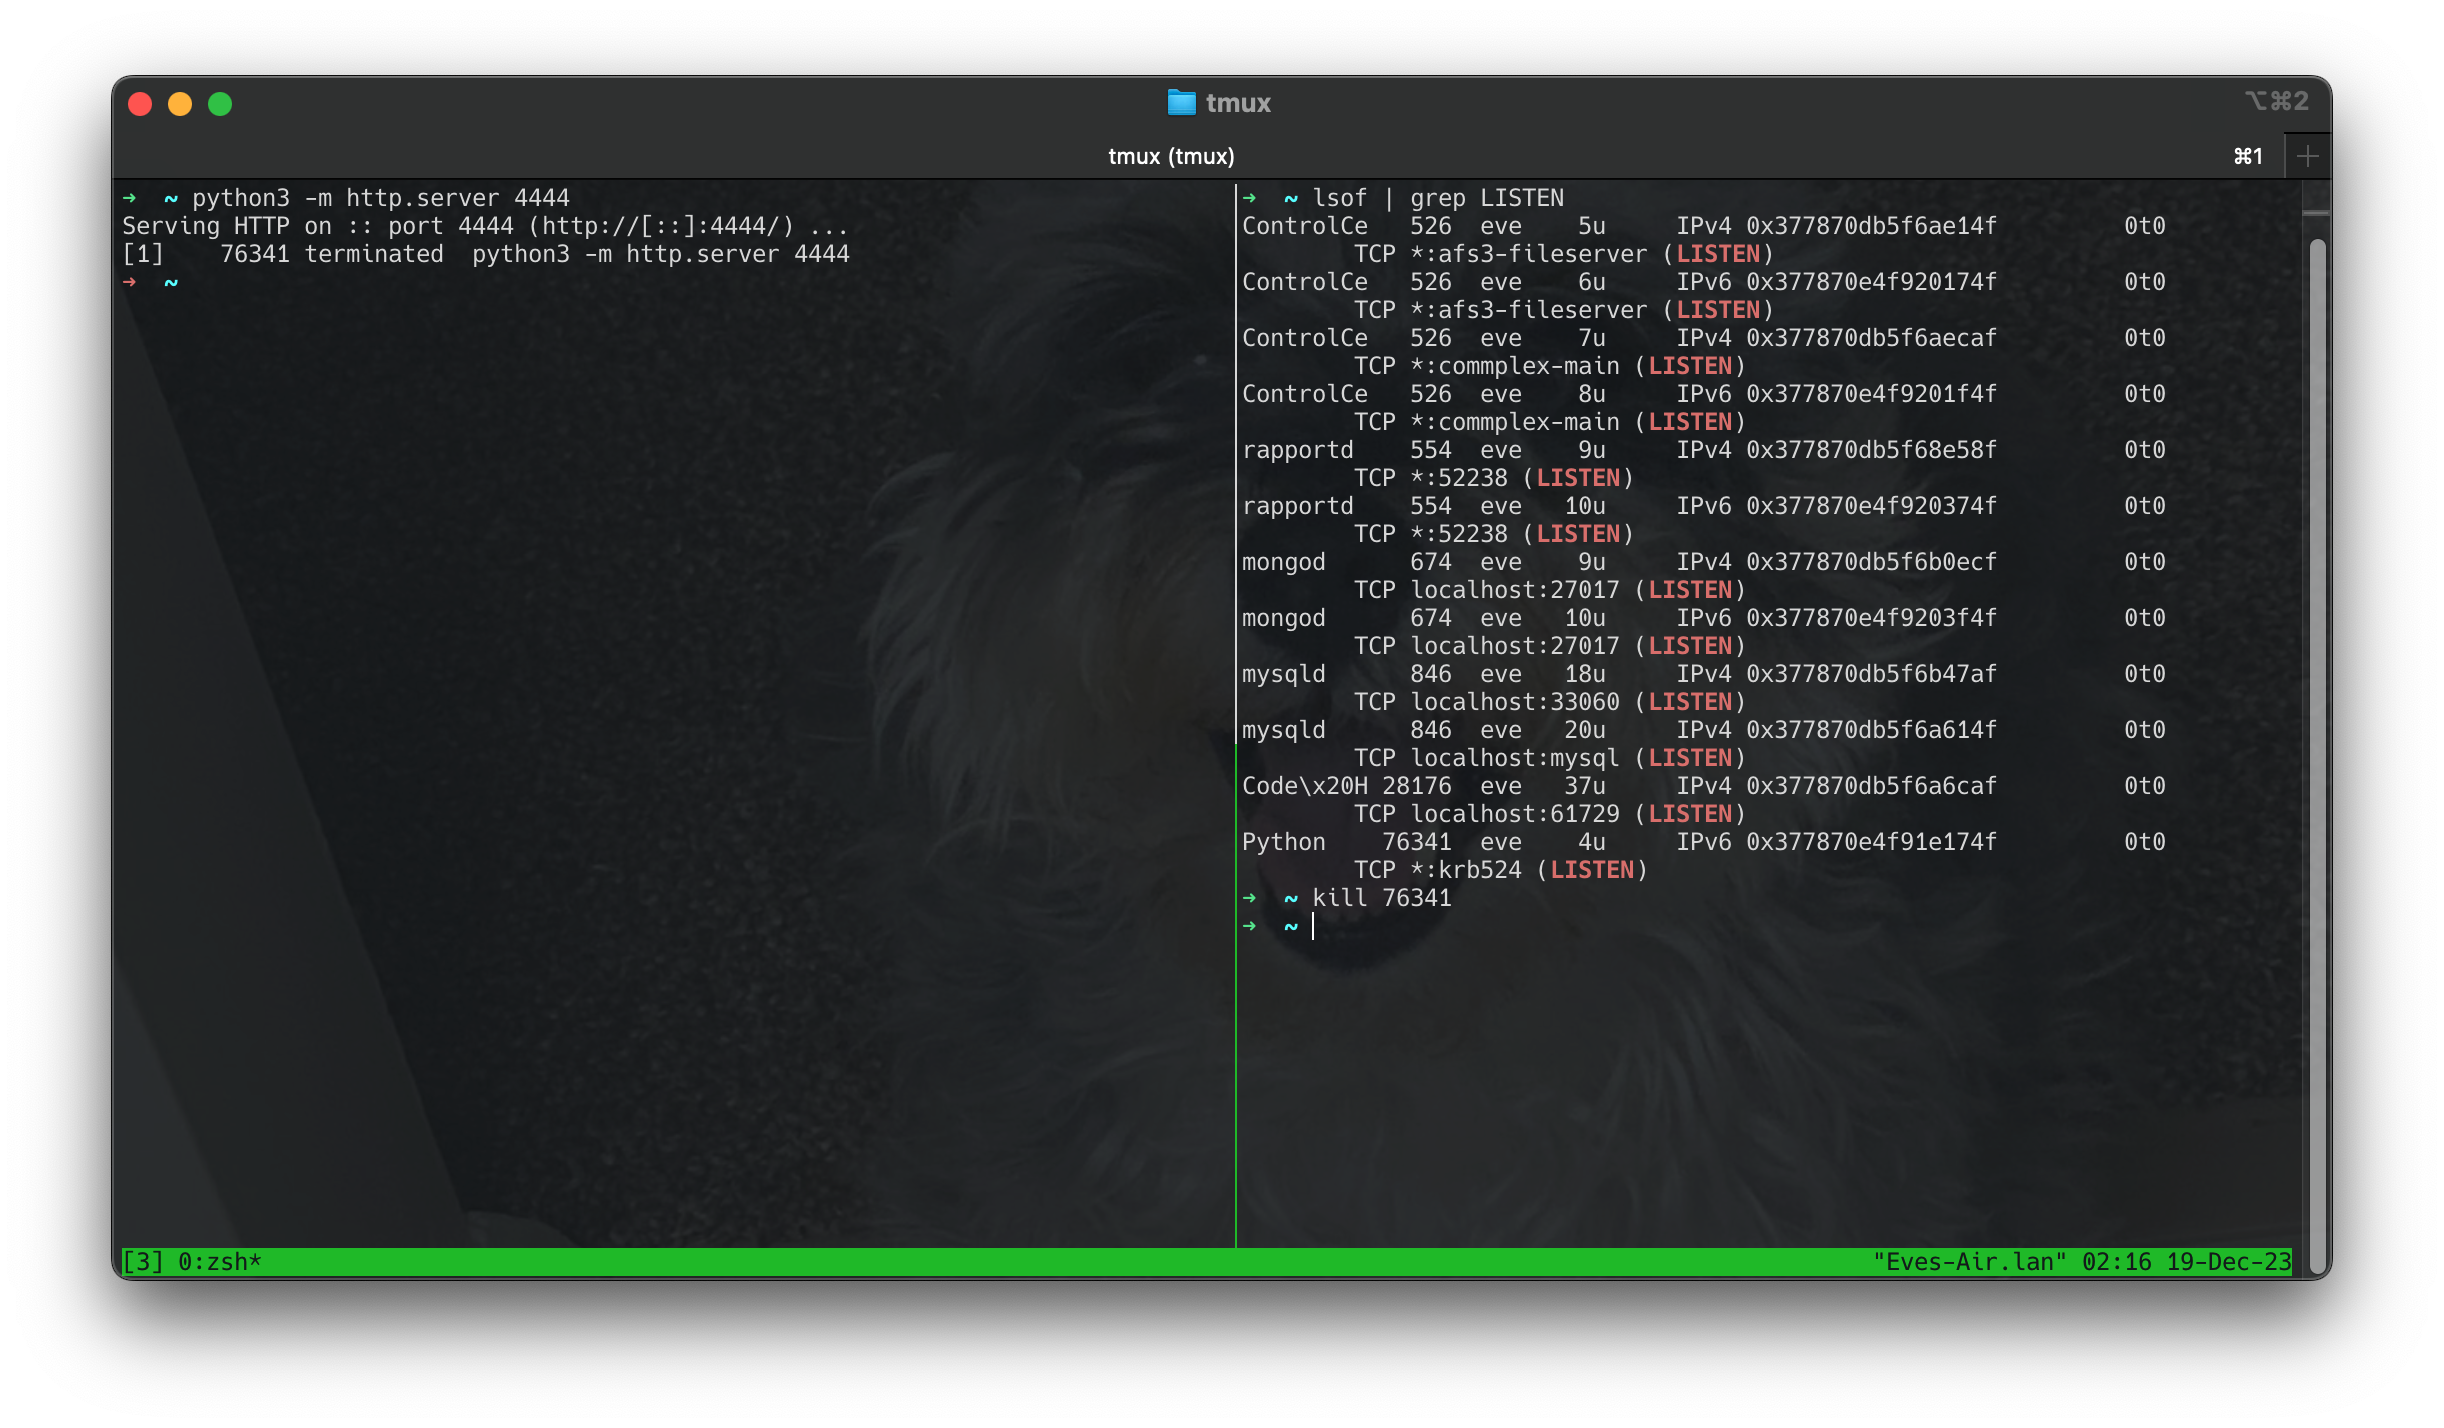 tmux
⌥⌘2
tmux (tmux)
⌘1
→ ~ python3 -m http.server 4444
Serving HTTP on :: port 4444 (http://[::]:4444/) ...
[1]    76341 terminated  python3 -m http.server 4444
→ ~
→ ~ lsof | grep LISTEN
ControlCe   526  eve    5u     IPv4 0x377870db5f6ae14f         0t0
        TCP *:afs3-fileserver (LISTEN)
ControlCe   526  eve    6u     IPv6 0x377870e4f920174f         0t0
        TCP *:afs3-fileserver (LISTEN)
ControlCe   526  eve    7u     IPv4 0x377870db5f6aecaf         0t0
        TCP *:commplex-main (LISTEN)
ControlCe   526  eve    8u     IPv6 0x377870e4f9201f4f         0t0
        TCP *:commplex-main (LISTEN)
rapportd    554  eve    9u     IPv4 0x377870db5f68e58f         0t0
        TCP *:52238 (LISTEN)
rapportd    554  eve   10u     IPv6 0x377870e4f920374f         0t0
        TCP *:52238 (LISTEN)
mongod      674  eve    9u     IPv4 0x377870db5f6b0ecf         0t0
        TCP localhost:27017 (LISTEN)
mongod      674  eve   10u     IPv6 0x377870e4f9203f4f         0t0
        TCP localhost:27017 (LISTEN)
mysqld      846  eve   18u     IPv4 0x377870db5f6b47af         0t0
        TCP localhost:33060 (LISTEN)
mysqld      846  eve   20u     IPv4 0x377870db5f6a614f         0t0
        TCP localhost:mysql (LISTEN)
Code\x20H 28176  eve   37u     IPv4 0x377870db5f6a6caf         0t0
        TCP localhost:61729 (LISTEN)
Python    76341  eve    4u     IPv6 0x377870e4f91e174f         0t0
        TCP *:krb524 (LISTEN)
→ ~ kill 76341
→ ~
[3] 0:zsh*
"Eves-Air.lan" 02:16 19-Dec-23